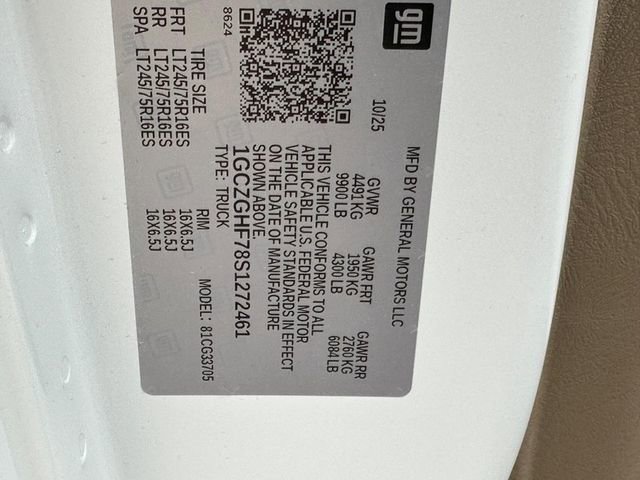 gm
MFD BY GENERAL MOTORS LLC
10/25
GVWR GAWR FRT GAWR RR
4491 KG 1950 KG 2760 KG
9900 LB 4300 LB 6084 LB
THIS VEHICLE CONFORMS TO ALL
APPLICABLE U.S. FEDERAL MOTOR
VEHICLE SAFETY STANDARDS IN EFFECT
ON THE DATE OF MANUFACTURE
SHOWN ABOVE.
1GCZGHF78S1272461
TYPE: TRUCK
8624
MODEL: 81CG33705
TIRE SIZE RIM
FRT LT245/75R16ES 16X6.5J
RR LT245/75R16ES 16X6.5J
SPA LT245/75R16ES 16X6.5J